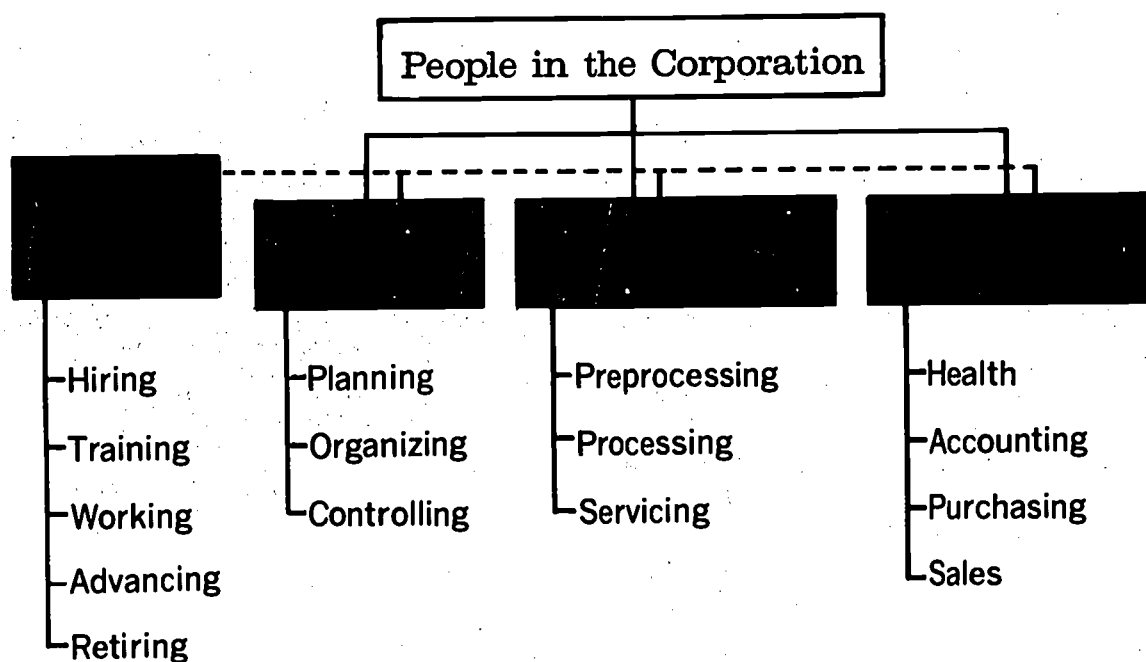 People in the Corporation
Hiring
Training
Working
Advancing
Retiring
Planning
Organizing
Controlling
Preprocessing
Processing
Servicing
Health
Accounting
Purchasing
Sales